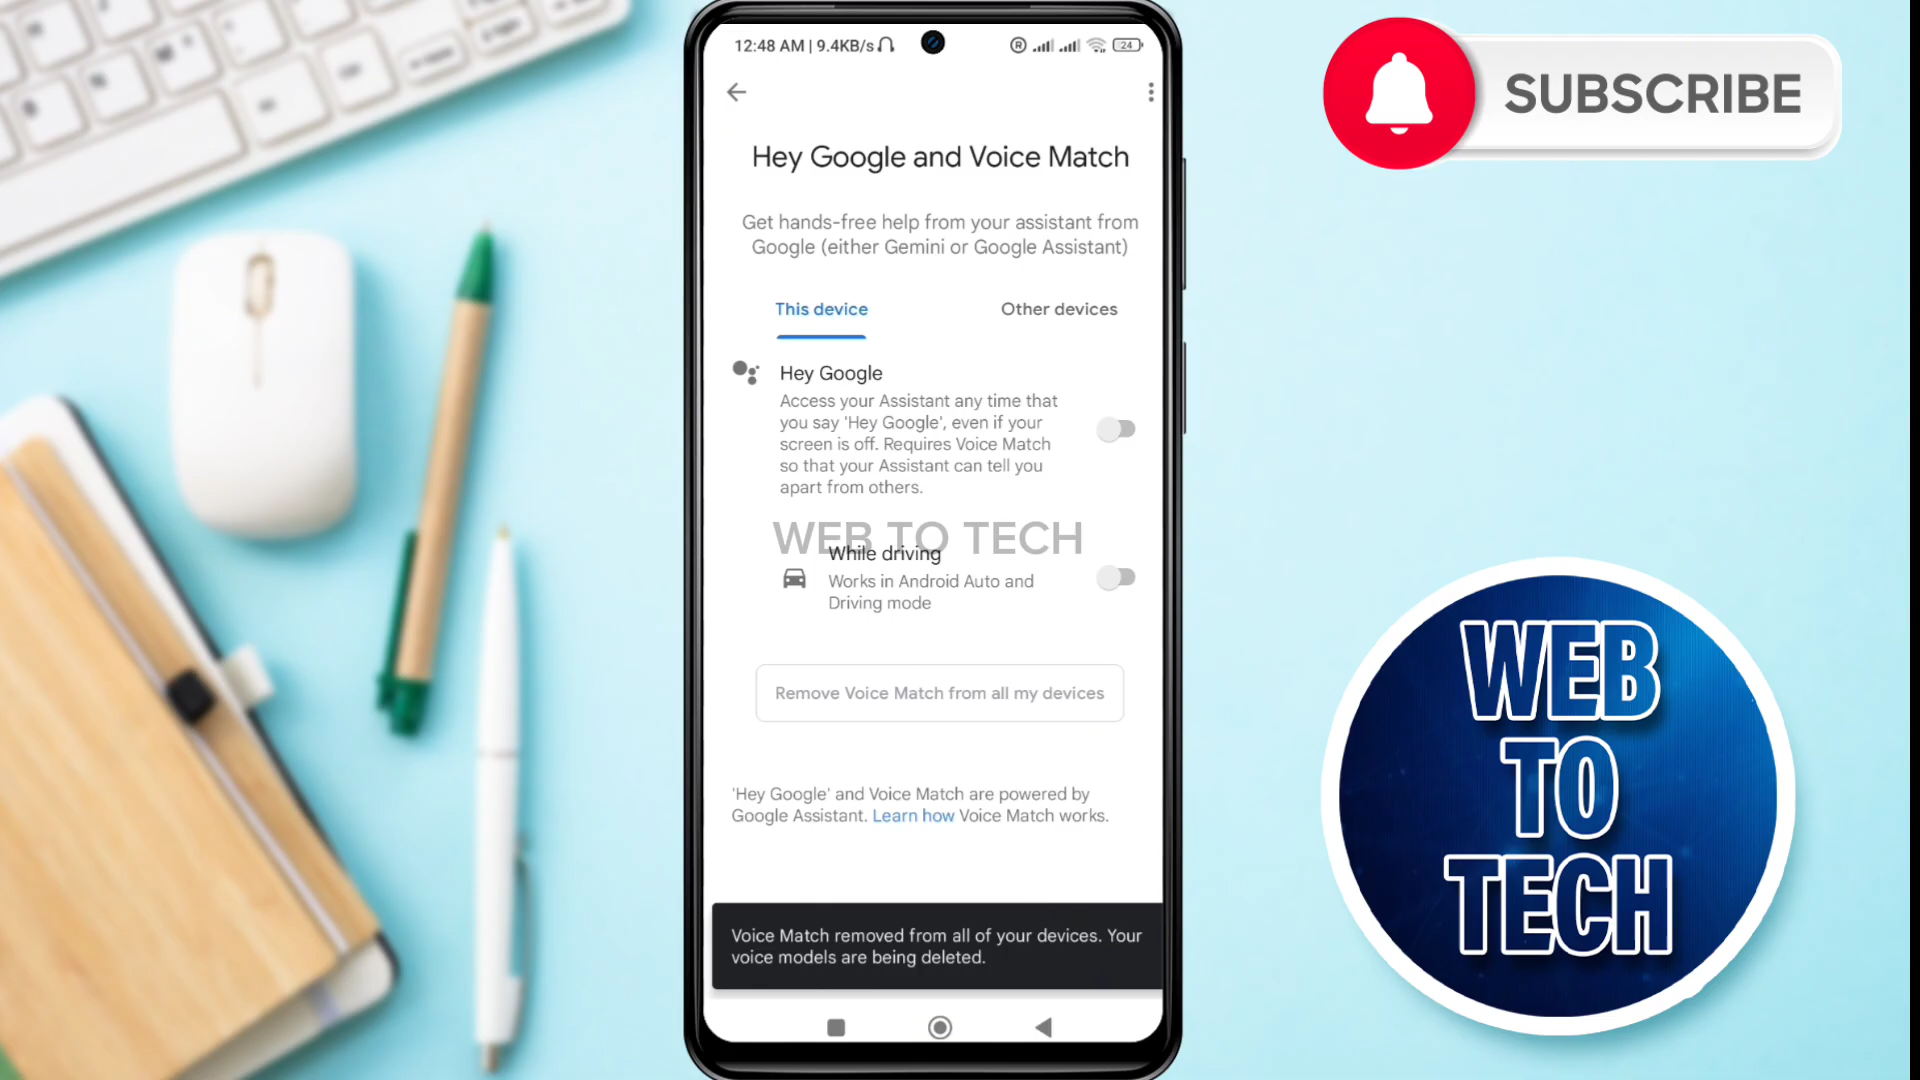 12:48 AM | 9.4KB/s
R
24
Hey Google and Voice Match
Get hands-free help from your assistant from
Google (either Gemini or Google Assistant)
This device
Other devices
Hey Google
Access your Assistant any time that
you say 'Hey Google', even if your
screen is off. Requires Voice Match
so that your Assistant can tell you
apart from others.
WEB TO TECH
While driving
Works in Android Auto and
Driving mode
Remove Voice Match from all my devices
'Hey Google' and Voice Match are powered by
Google Assistant. Learn how Voice Match works.
Voice Match removed from all of your devices. Your
voice models are being deleted.
SUBSCRIBE
WEB
TO
TECH